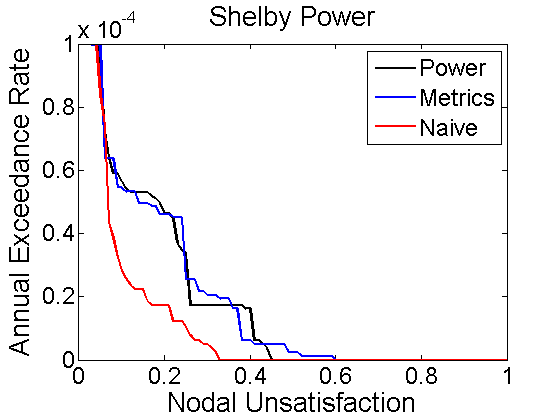 Shelby Power
x 10^-4
Annual Exceedance Rate
1
0.8
0.6
0.4
0.2
0
Power
Metrics
Naive
0 0.2 0.4 0.6 0.8 1
Nodal Unsatisfaction